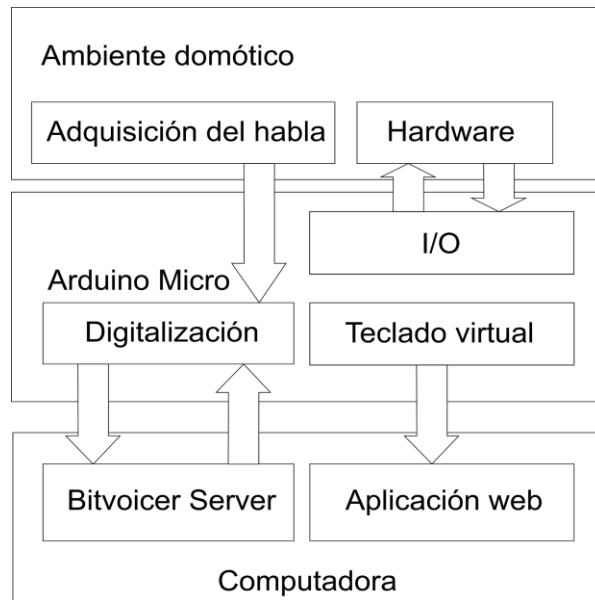 Ambiente domótico
Adquisición del habla
Hardware
I/O
Arduino Micro
Digitalización
Teclado virtual
Bitvoicer Server
Aplicación web
Computadora